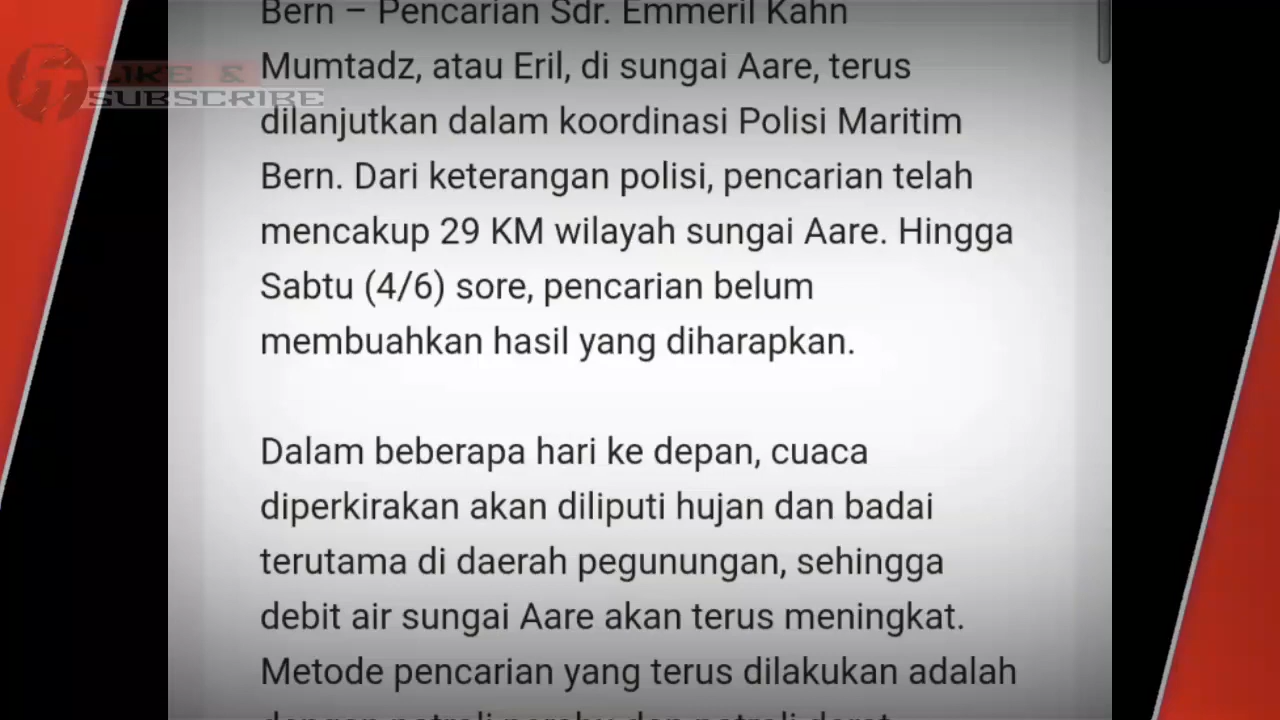 LIKE &
SUBSCRIBE
Bern – Pencarian Sdr. Emmeril Kahn
Mumtadz, atau Eril, di sungai Aare, terus
dilanjutkan dalam koordinasi Polisi Maritim
Bern. Dari keterangan polisi, pencarian telah
mencakup 29 KM wilayah sungai Aare. Hingga
Sabtu (4/6) sore, pencarian belum
membuahkan hasil yang diharapkan.
Dalam beberapa hari ke depan, cuaca
diperkirakan akan diliputi hujan dan badai
terutama di daerah pegunungan, sehingga
debit air sungai Aare akan terus meningkat.
Metode pencarian yang terus dilakukan adalah